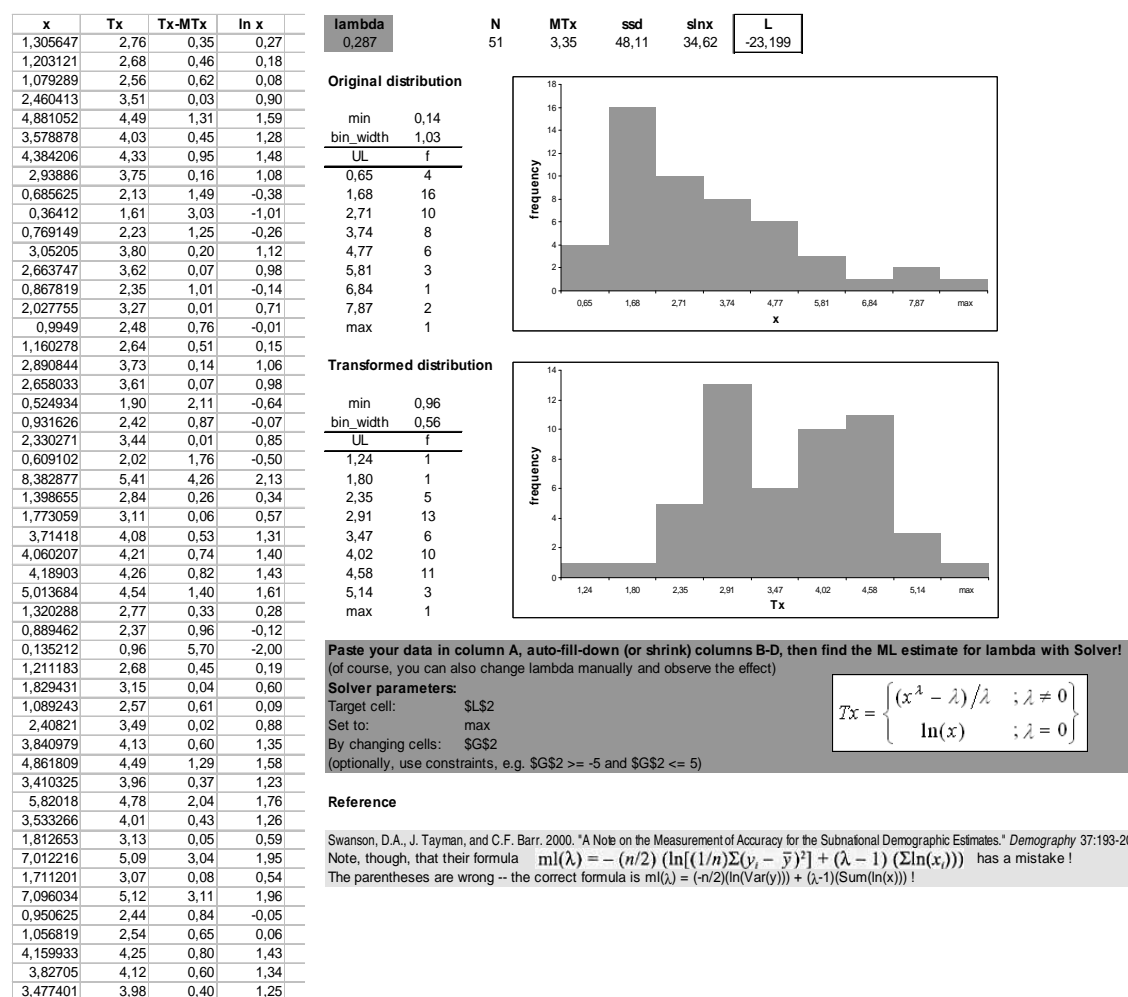 x Tx Tx-MTx ln x
1,305647 2,76 0,35 0,27
1,203121 2,68 0,46 0,18
1,079289 2,56 0,62 0,08
2,460413 3,51 0,03 0,90
4,881052 4,49 1,31 1,59
3,578878 4,03 0,45 1,28
4,384206 4,33 0,95 1,48
2,93886 3,75 0,16 1,08
0,685625 2,13 1,49 -0,38
0,36412 1,61 3,03 -1,01
0,769149 2,23 1,25 -0,26
3,05205 3,80 0,20 1,12
2,663747 3,62 0,07 0,98
0,867819 2,35 1,01 -0,14
2,027755 3,27 0,01 0,71
0,9949 2,48 0,76 -0,01
1,160278 2,64 0,51 0,15
2,890844 3,73 0,14 1,06
2,658033 3,61 0,07 0,98
0,524934 1,90 2,11 -0,64
0,931626 2,42 0,87 -0,07
2,330271 3,44 0,01 0,85
0,609102 2,02 1,76 -0,50
8,382877 5,41 4,26 2,13
1,398655 2,84 0,26 0,34
1,773059 3,11 0,06 0,57
3,71418 4,08 0,53 1,31
4,060207 4,21 0,74 1,40
4,18903 4,26 0,82 1,43
5,013684 4,54 1,40 1,61
1,320288 2,77 0,33 0,28
0,889462 2,37 0,96 -0,12
0,135212 0,96 5,70 -2,00
1,211183 2,68 0,45 0,19
1,829431 3,15 0,04 0,60
1,089243 2,57 0,61 0,09
2,40821 3,49 0,02 0,88
3,840979 4,13 0,60 1,35
4,861809 4,49 1,29 1,58
3,410325 3,96 0,37 1,23
5,82018 4,78 2,04 1,76
3,533266 4,01 0,43 1,26
1,812653 3,13 0,05 0,59
7,012216 5,09 3,04 1,95
1,711201 3,07 0,08 0,54
7,096034 5,12 3,11 1,96
0,950625 2,44 0,84 -0,05
1,056819 2,54 0,65 0,06
4,159933 4,25 0,80 1,43
3,82705 4,12 0,60 1,34
3,477401 3,98 0,40 1,25
lambda N MTx ssd slnx L
0,287 51 3,35 48,11 34,62 -23,199
Original distribution
min 0,14
bin_width 1,03
UL f
0,65 4
1,68 16
2,71 10
3,74 8
4,77 6
5,81 3
6,84 1
7,87 2
max 1
18
16
14
12
10
8
6
4
2
0
frequency
0,65 1,68 2,71 3,74 4,77 5,81 6,84 7,87 max
x
Transformed distribution
min 0,96
bin_width 0,56
UL f
1,24 1
1,80 1
2,35 5
2,91 13
3,47 6
4,02 10
4,58 11
5,14 3
max 1
14
12
10
8
6
4
2
0
frequency
1,24 1,80 2,35 2,91 3,47 4,02 4,58 5,14 max
Tx
Paste your data in column A, auto-fill-down (or shrink) columns B-D, then find the ML estimate for lambda with Solver!
(of course, you can also change lambda manually and observe the effect)
Solver parameters:
Target cell: $L$2
Set to: max
By changing cells: $G$2
(optionally, use constraints, e.g. $G$2 >= -5 and $G$2 <= 5)
Tx = { (x^λ − λ)/λ ; λ ≠ 0
ln(x) ; λ = 0 }
Reference
Swanson, D.A., J. Tayman, and C.F. Barr. 2000. "A Note on the Measurement of Accuracy for the Subnational Demographic Estimates." Demography 37:193-20
Note, though, that their formula ml(λ) = – (n/2) (ln[(1/n)Σ(yᵢ – ȳ)²] + (λ – 1) (Σln(xᵢ))) has a mistake !
The parentheses are wrong -- the correct formula is ml(λ) = (-n/2)(ln(Var(y))) + (λ-1)(Sum(ln(x))) !